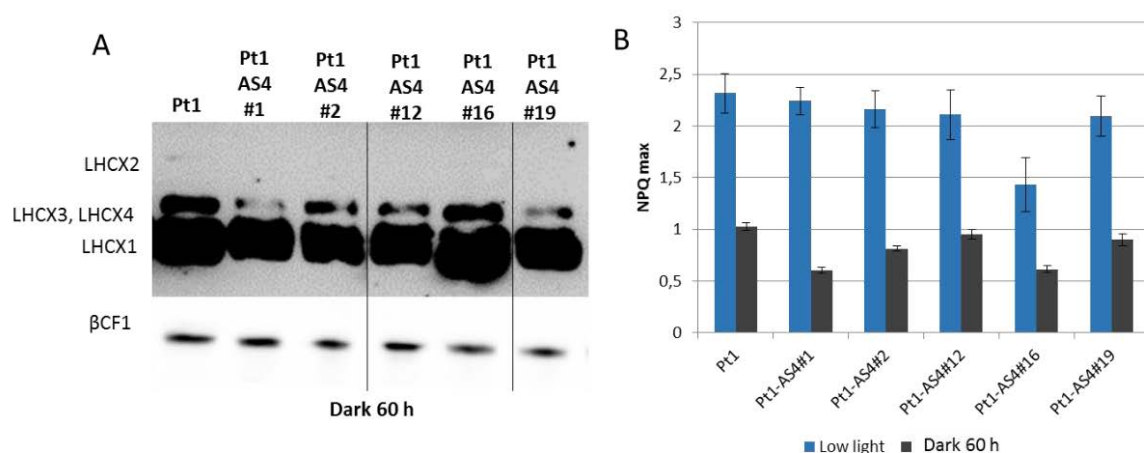 A
Pt1
Pt1
AS4
#1
Pt1
AS4
#2
Pt1
AS4
#12
Pt1
AS4
#16
Pt1
AS4
#19
LHCX2
LHCX3, LHCX4
LHCX1
βCF1
Dark 60 h
B
NPQ max
3
2,5
2
1,5
1
0,5
0
Pt1
Pt1-AS4#1
Pt1-AS4#2
Pt1-AS4#12
Pt1-AS4#16
Pt1-AS4#19
Low light
Dark 60 h